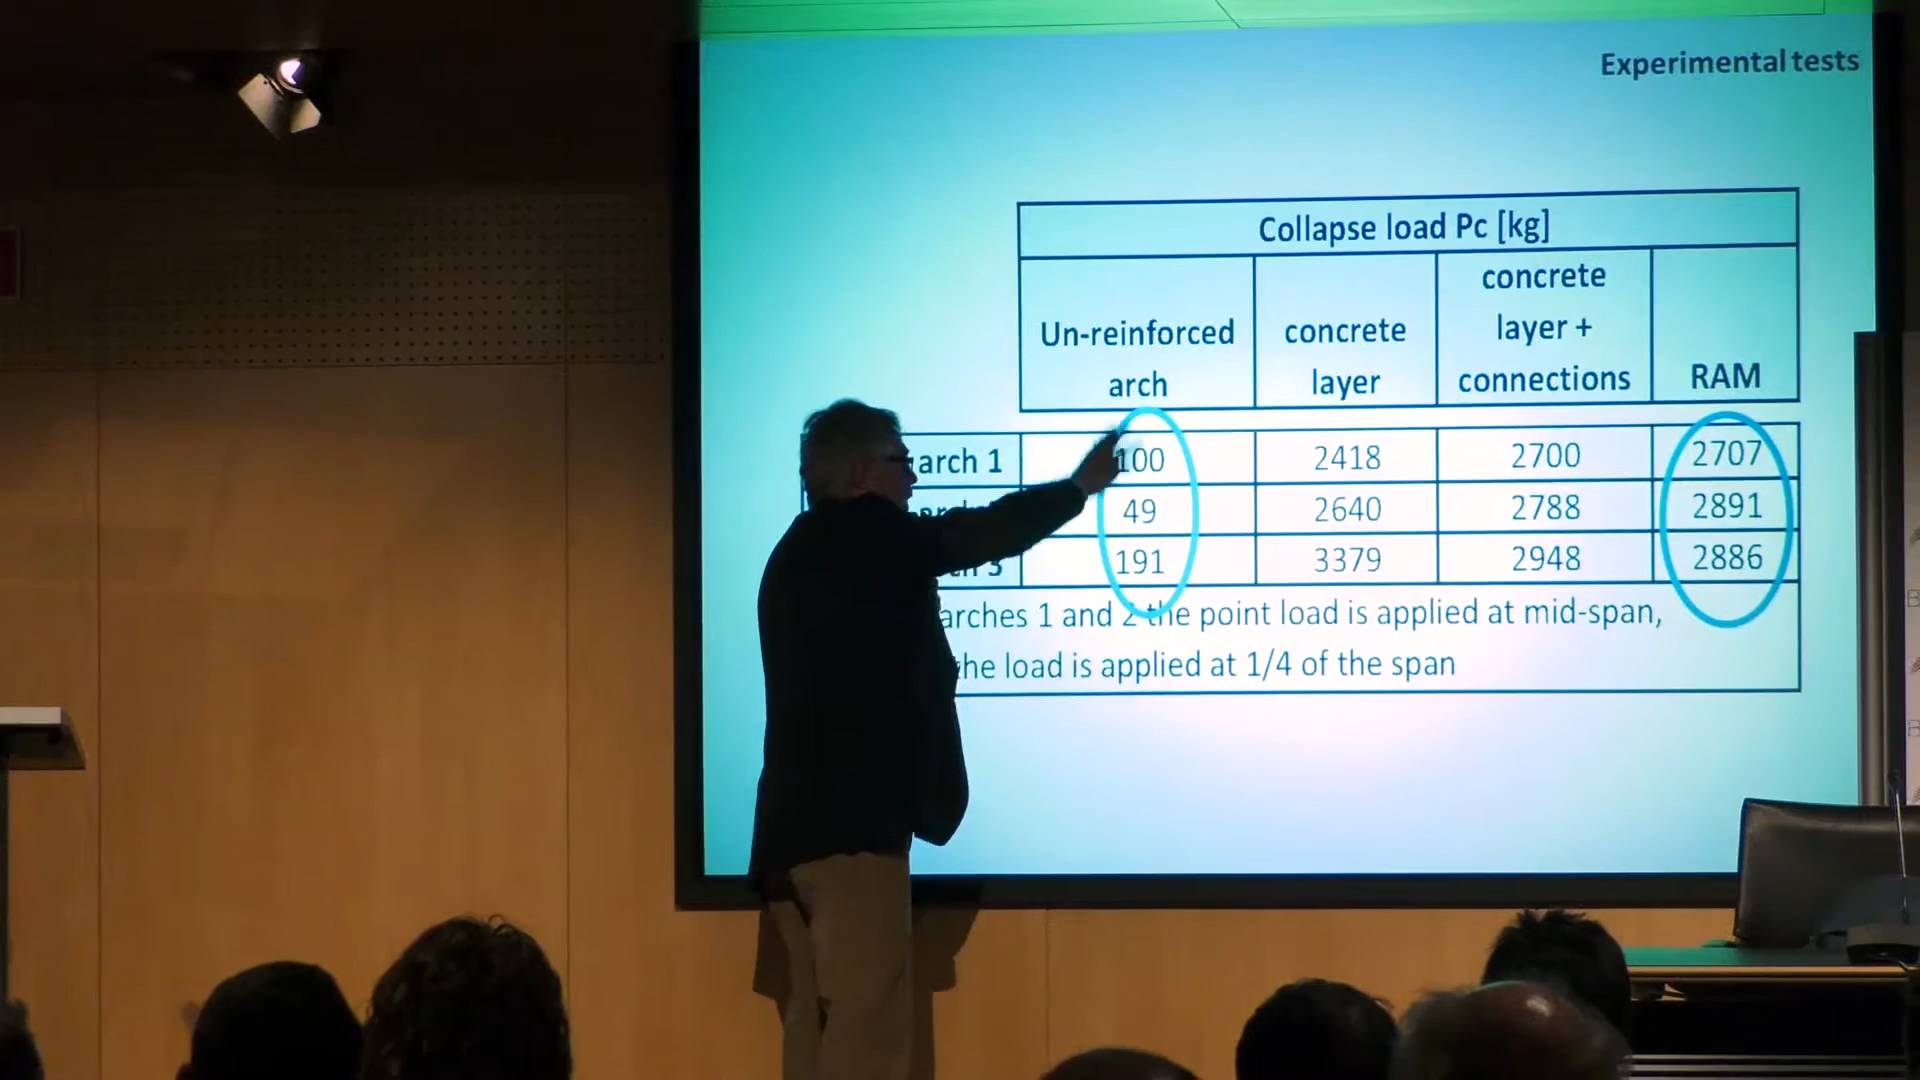 Experimental tests
Collapse load Pc [kg]
Un-reinforced arch
concrete layer
concrete layer + connections
RAM
arch 1 100 2418 2700 2707
49 2640 2788 2891
3 191 3379 2948 2886
arches 1 and 2 the point load is applied at mid-span,
the load is applied at 1/4 of the span